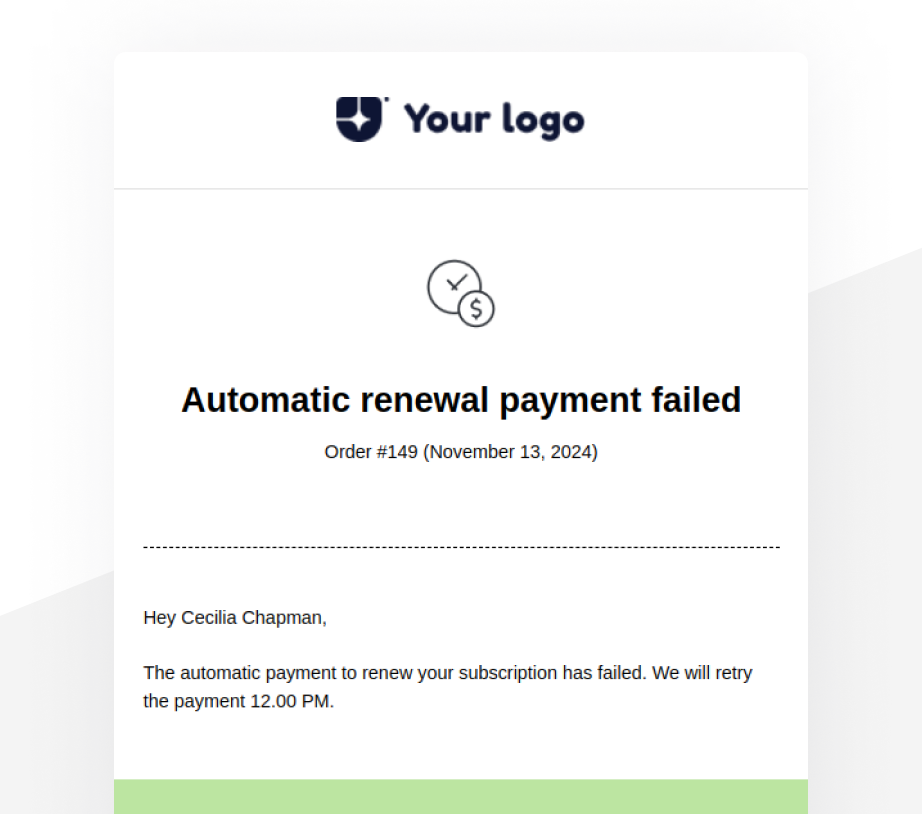 Your logo
$
Automatic renewal payment failed
Order #149 (November 13, 2024)
Hey Cecilia Chapman,
The automatic payment to renew your subscription has failed. We will retry
the payment 12.00 PM.